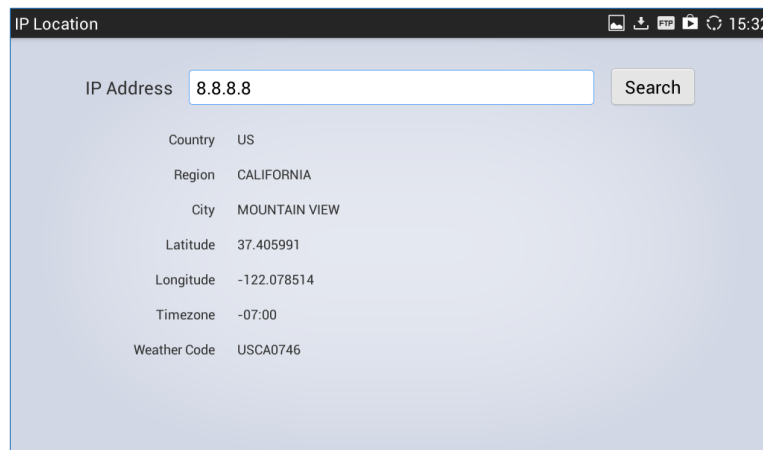 IP Location FTP 15:32
IP Address 8.8.8.8 Search
Country US
Region CALIFORNIA
City MOUNTAIN VIEW
Latitude 37.405991
Longitude -122.078514
Timezone -07:00
Weather Code USCA0746